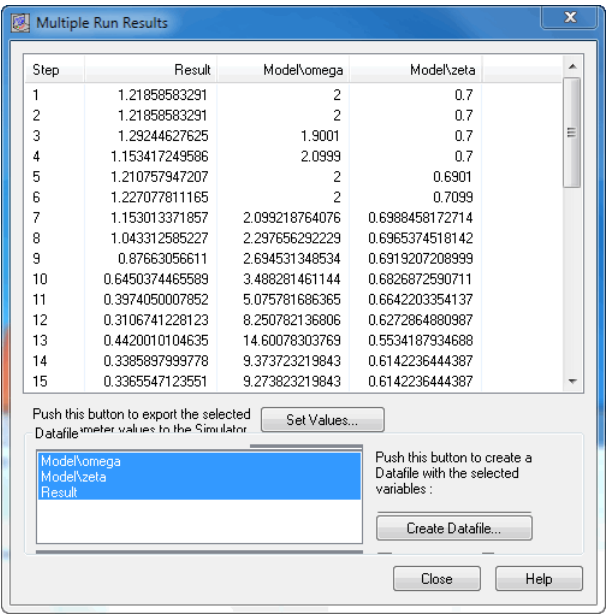 Multiple Run Results
Step Result Model\omega Model\zeta
1 1.21858583291 2 0.7
2 1.21858583291 2 0.7
3 1.29244627625 1.9001 0.7
4 1.153417249586 2.0999 0.7
5 1.210757947207 2 0.6901
6 1.227077811165 2 0.7099
7 1.153013371857 2.099218764076 0.6988458172714
8 1.043312585227 2.297656292229 0.6965374518142
9 0.87663056611 2.694531348534 0.6919207208999
10 0.6450374465589 3.488281461144 0.6826872590711
11 0.3974050007852 5.075781686365 0.6642203354137
12 0.3106741228123 8.250782136806 0.6272864880987
13 0.4420010104635 14.60078303769 0.5534187934688
14 0.3385897999778 9.373723219843 0.6142236444387
15 0.3365547123551 9.273823219843 0.6142236444387
Push this button to export the selected
meter values to the Simulator
Set Values...
Datafile
Model\omega
Model\zeta
Result
Push this button to create a
Datafile with the selected
variables :
Create Datafile...
Close Help